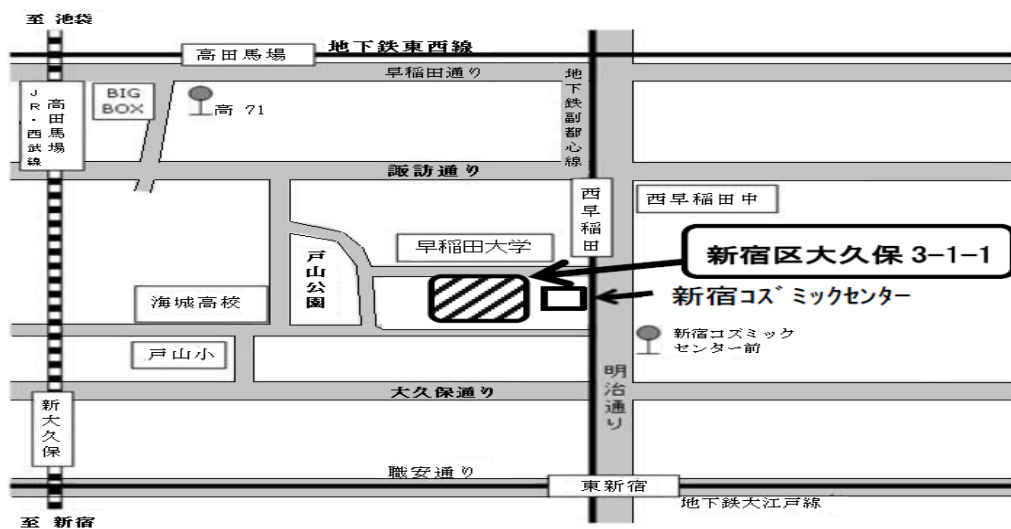 至 池袋
地下鉄東西線
高田馬場
早稲田通り
BIG
BOX
高 71
地下鉄副都心線
高田馬場
JR・西武線
諏訪通り
西早稲田
西早稲田中
早稲田大学
戸山公園
新宿区大久保 3-1-1
海城高校
新宿コズミックセンター
新宿コズミック
センター前
戸山小
明治通り
大久保通り
新大久保
職安通り
東新宿
地下鉄大江戸線
至 新宿